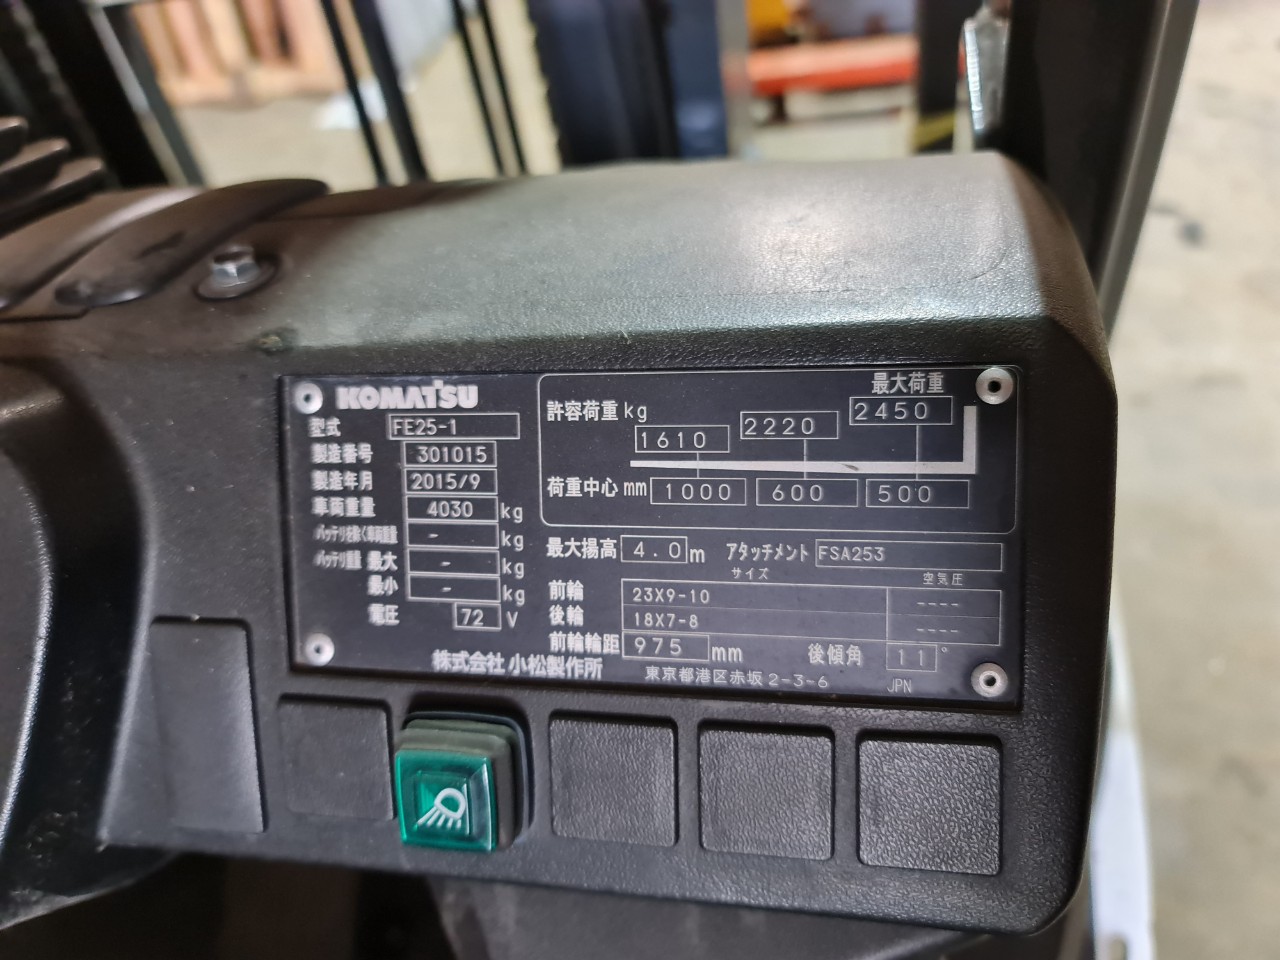 KOMATSU
型式 FE25-1
製造番号 301015
製造年月 2015/9
車両重量 4030 kg
バッテリを除く車両重量 - kg
バッテリ重量 最大 - kg
最小 - kg
電圧 72 V
最大荷重
許容荷重 kg 1610 2220 2450
荷重中心 mm 1000 600 500
最大揚高 4.0 m アタッチメント FSA253
サイズ 空気圧
前輪 23X9-10 ----
後輪 18X7-8 ----
前輪輪距 975 mm 後傾角 11°
株式会社 小松製作所 東京都港区赤坂2-3-6 JPN